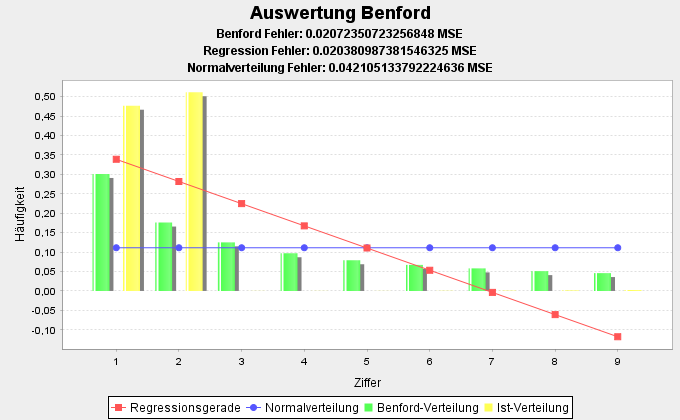 Auswertung Benford
Benford Fehler: 0.02072350723256848 MSE
Regression Fehler: 0.020380987381546325 MSE
Normalverteilung Fehler: 0.042105133792224636 MSE
Häufigkeit
0,50
0,45
0,40
0,35
0,30
0,25
0,20
0,15
0,10
0,05
0,00
-0,05
-0,10
1 2 3 4 5 6 7 8 9
Ziffer
Regressionsgerade Normalverteilung Benford-Verteilung Ist-Verteilung